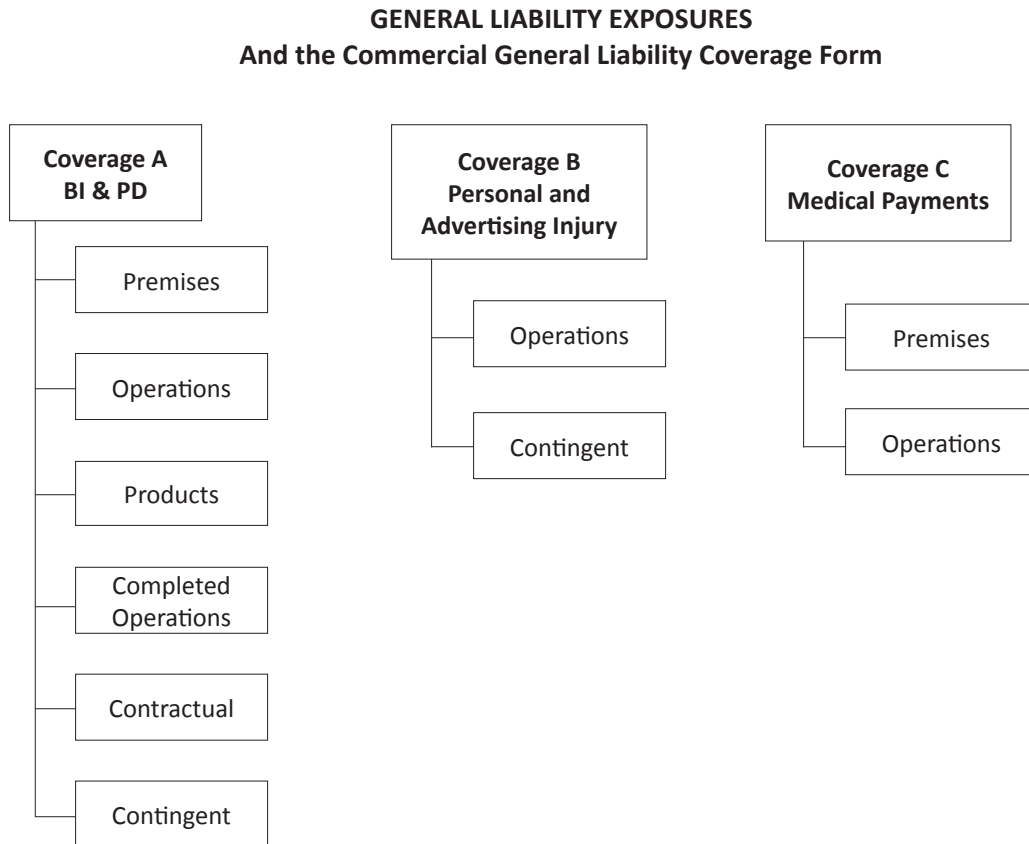 GENERAL LIABILITY EXPOSURES
And the Commercial General Liability Coverage Form
Coverage A
BI & PD
Premises
Operations
Products
Completed
Operations
Contractual
Contingent
Coverage B
Personal and
Advertising Injury
Operations
Contingent
Coverage C
Medical Payments
Premises
Operations